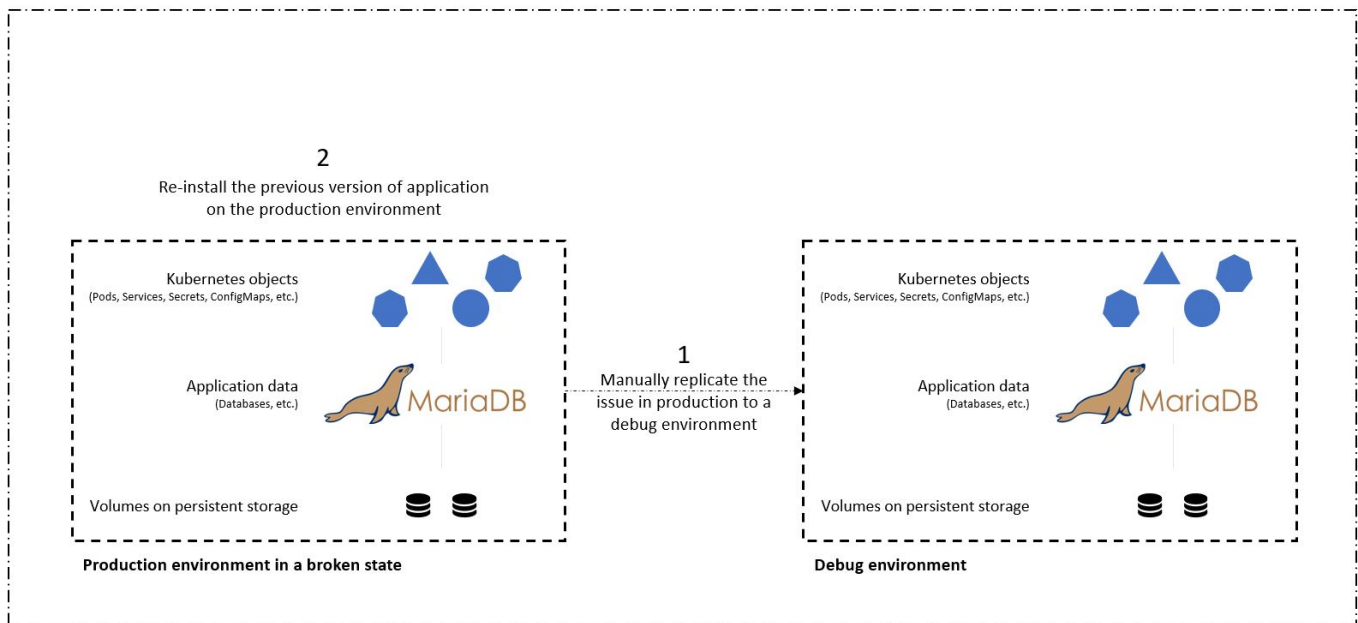 2
Re-install the previous version of application
on the production environment
Kubernetes objects
(Pods, Services, Secrets, ConfigMaps, etc.)
Application data
(Databases, etc.)
MariaDB
Volumes on persistent storage
Production environment in a broken state
1
Manually replicate the
issue in production to a
debug environment
Kubernetes objects
(Pods, Services, Secrets, ConfigMaps, etc.)
Application data
(Databases, etc.)
MariaDB
Volumes on persistent storage
Debug environment